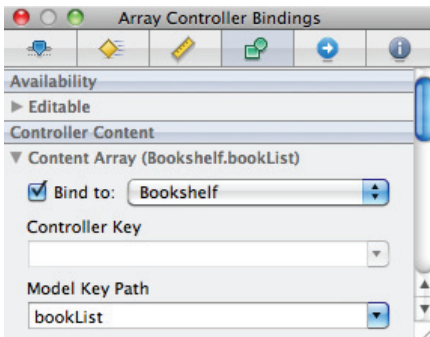 Array Controller Bindings
Availability
Editable
Controller Content
Content Array (Bookshelf.bookList)
Bind to: Bookshelf
Controller Key
Model Key Path
bookList